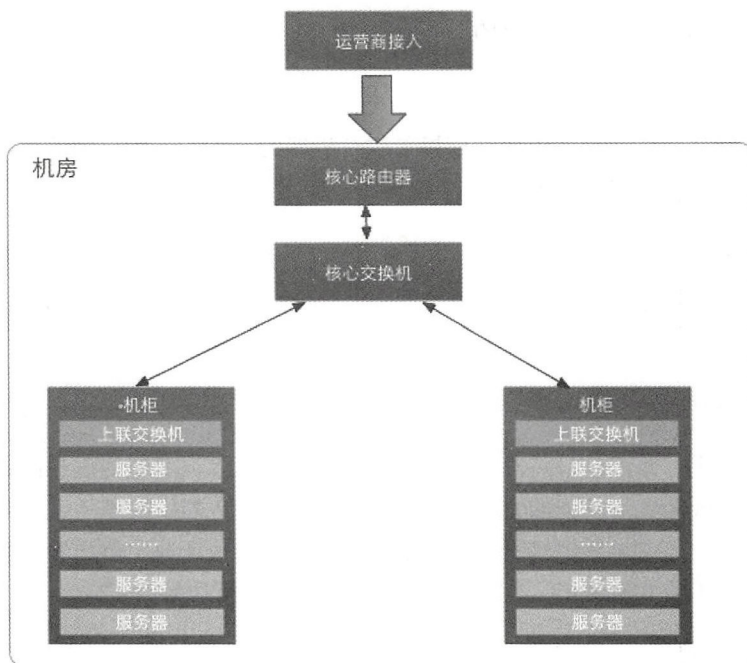 运营商接入
机房
核心路由器
核心交换机
机柜
上联交换机
服务器
服务器
……
服务器
服务器
机柜
上联交换机
服务器
服务器
……
服务器
服务器